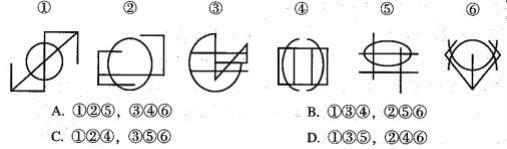 ① ② ③ ④ ⑤ ⑥
A. ①②⑤, ③④⑥ B. ①③④, ②⑤⑥
C. ①②④, ③⑤⑥ D. ①③⑤, ②④⑥